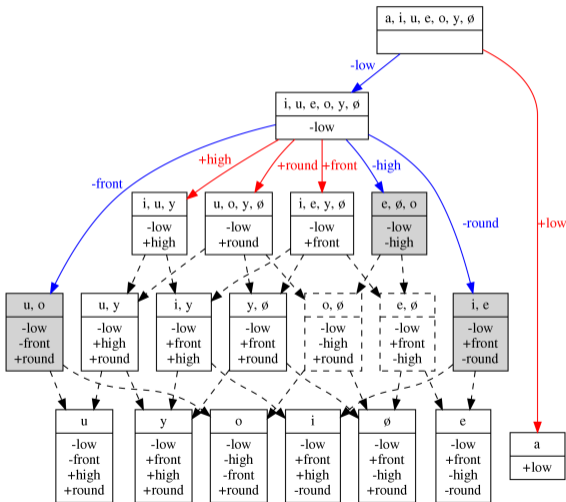 a, i, u, e, o, y, ø
-low
i, u, e, o, y, ø
-low
-front
+high
+round
+front
-high
-round
+low
i, u, y
-low
+high
u, o, y, ø
-low
+round
i, e, y, ø
-low
+front
e, ø, o
-low
-high
u, o
-low
-front
+round
u, y
-low
+high
+round
i, y
-low
+front
+high
y, ø
-low
+front
+round
o, ø
-low
-high
+round
e, ø
-low
+front
-high
i, e
-low
+front
-round
u
-low
-front
+high
+round
y
-low
+front
+high
+round
o
-low
-high
-front
+round
i
-low
+front
+high
-round
ø
-low
+front
-high
+round
e
-low
+front
-high
-round
a
+low